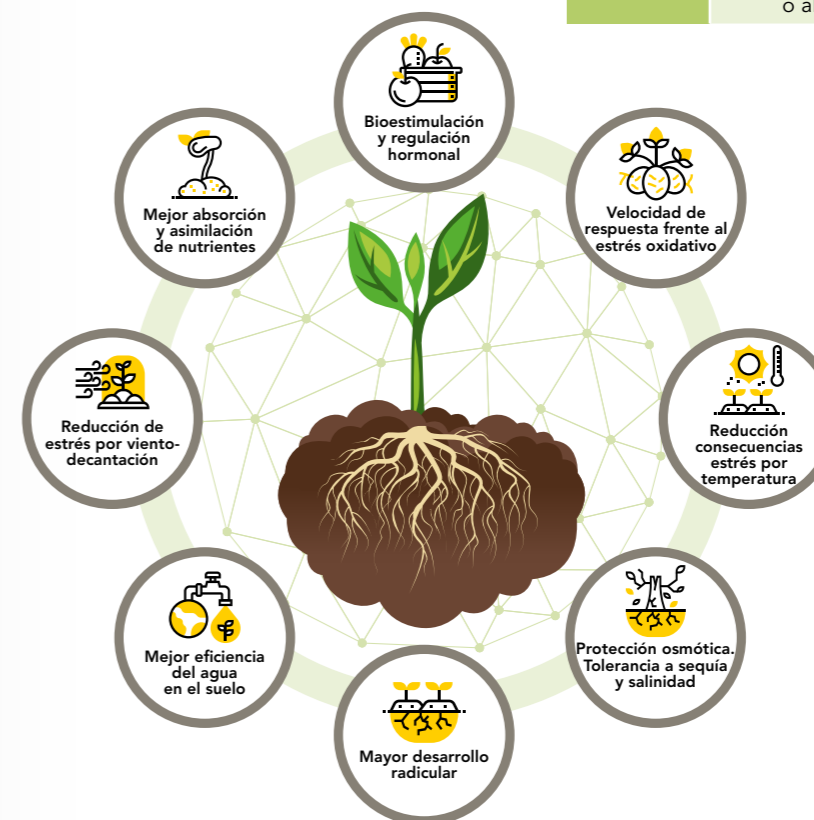 o a
Bioestimulación
y regulación
hormonal
Velocidad de
respuesta frente al
estrés oxidativo
Reducción
consecuencias
estrés por
temperatura
Protección osmótica.
Tolerancia a sequía
y salinidad
Mayor desarrollo
radicular
Mejor eficiencia
del agua
en el suelo
Reducción de
estrés por viento-
decantación
Mejor absorción
y asimilación
de nutrientes